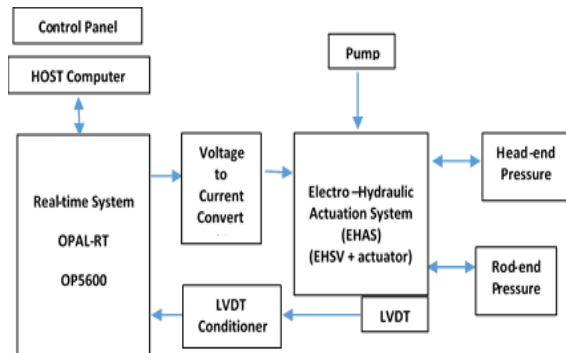 Control Panel
HOST Computer
Pump
Real-time System
OPAL-RT
OP5600
Voltage
to
Current
Convert
Electro –Hydraulic
Actuation System
(EHAS)
(EHSV + actuator)
Head-end
Pressure
Rod-end
Pressure
LVDT
Conditioner
LVDT